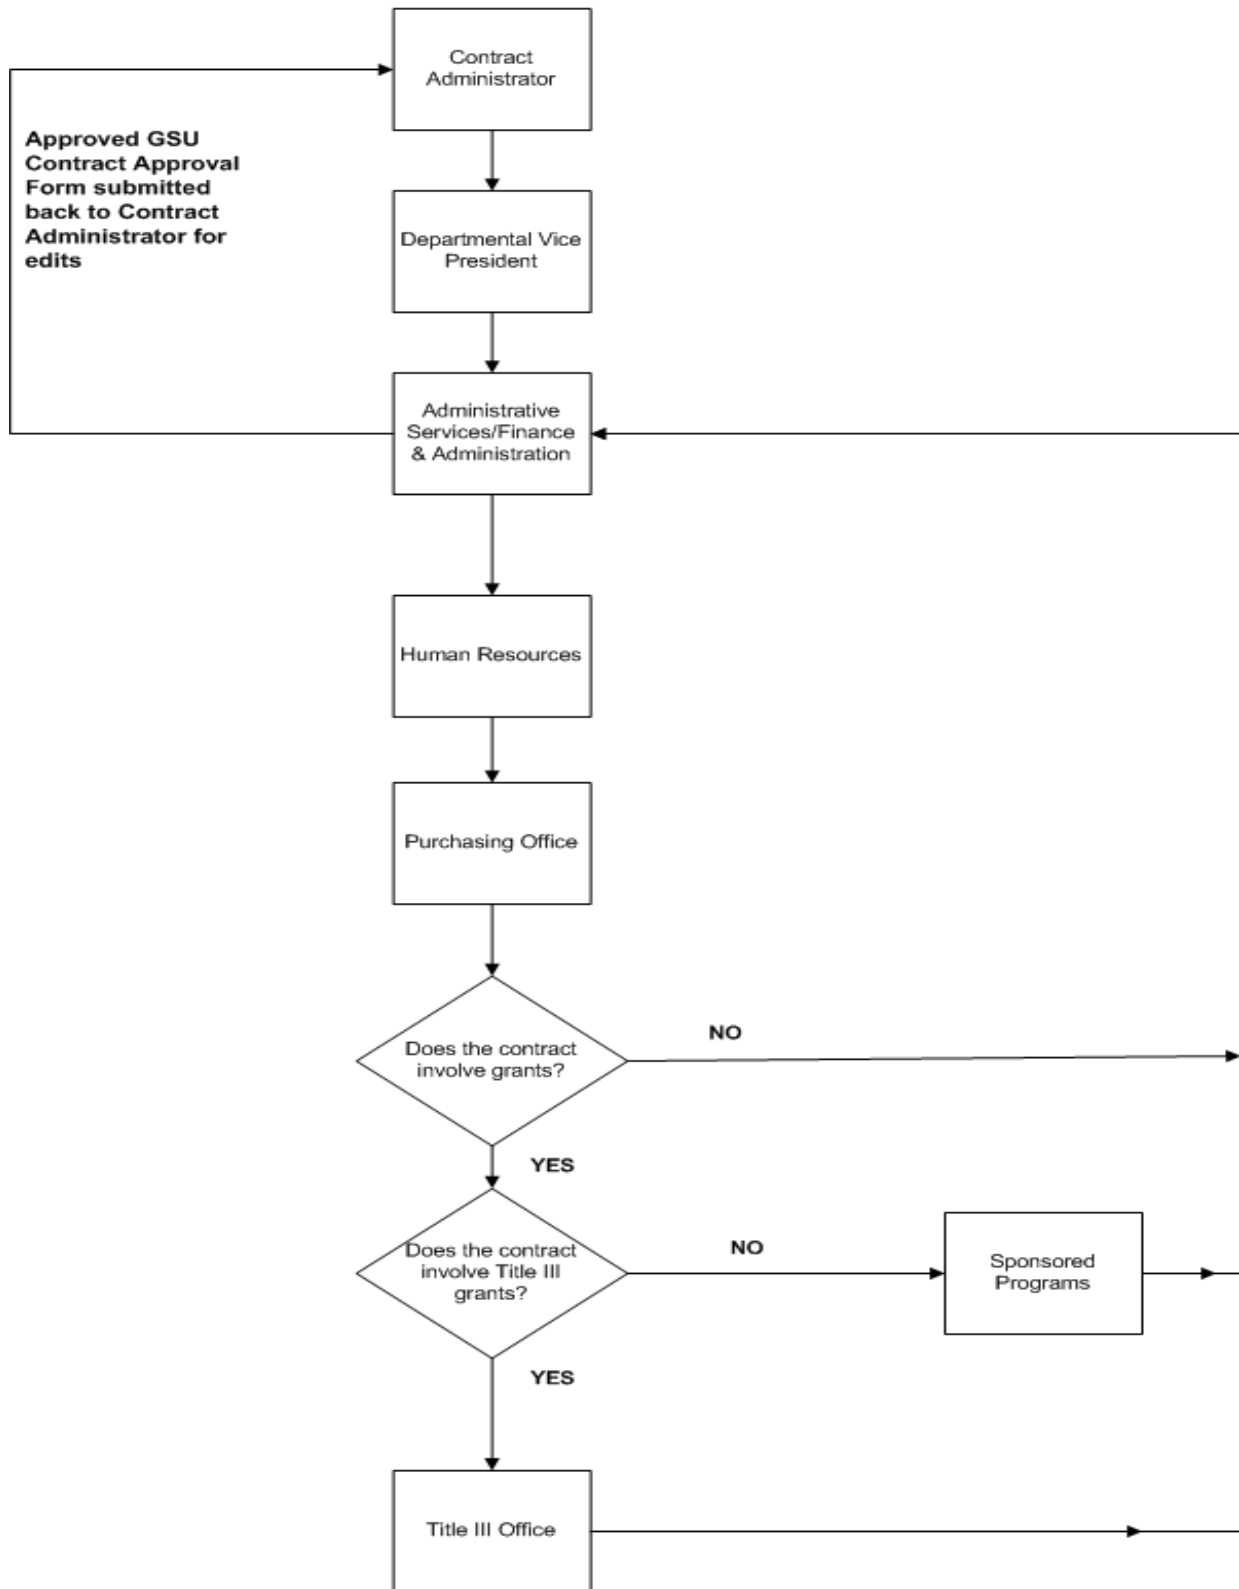 Contract
Administrator
Approved GSU
Contract Approval
Form submitted
back to Contract
Administrator for
edits
Departmental Vice
President
Administrative
Services/Finance
& Administration
Human Resources
Purchasing Office
Does the contract
involve grants?
NO
YES
Does the contract
involve Title III
grants?
NO
Sponsored
Programs
YES
Title III Office